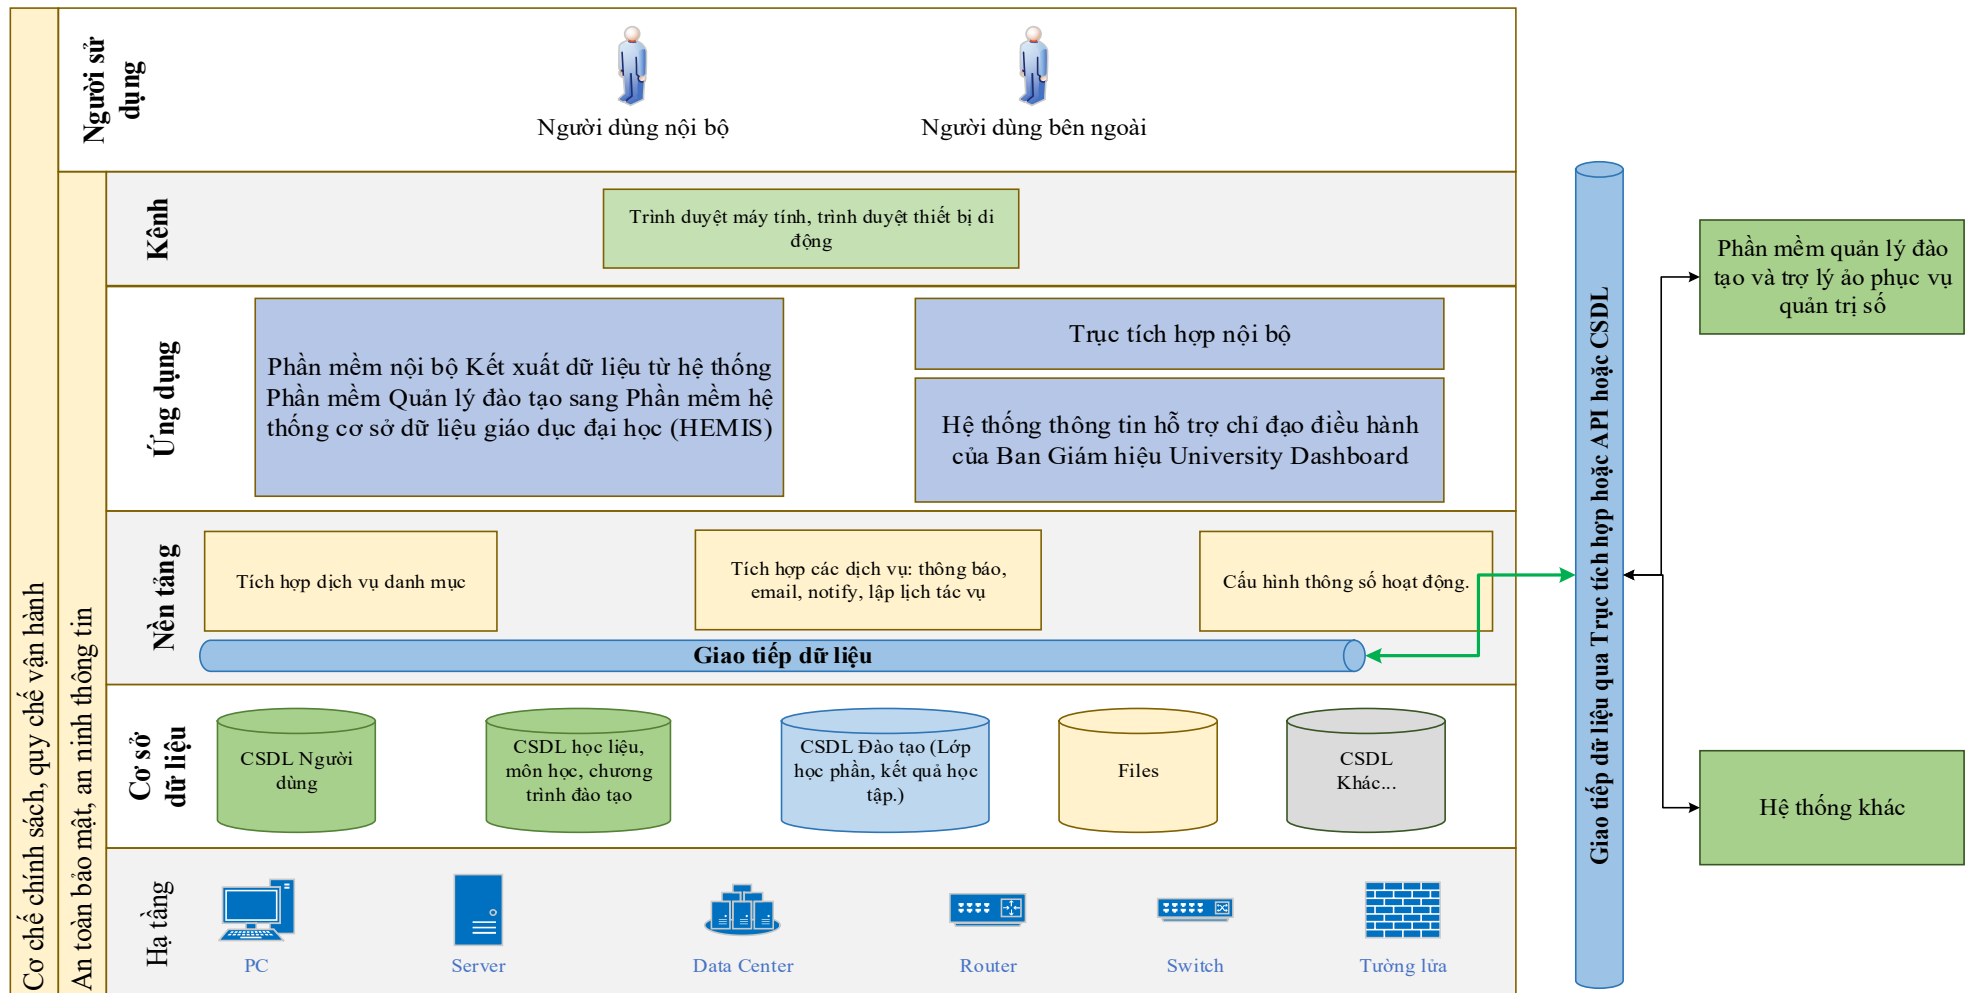 Người sử
dụng
Người dùng nội bộ
Người dùng bên ngoài
Kênh
Trình duyệt máy tính, trình duyệt thiết bị di
động
Ứng dụng
Phần mềm nội bộ Kết xuất dữ liệu từ hệ thống
Phần mềm Quản lý đào tạo sang Phần mềm hệ
thống cơ sở dữ liệu giáo dục đại học (HEMIS)
Trục tích hợp nội bộ
Hệ thống thông tin hỗ trợ chỉ đạo điều hành
của Ban Giám hiệu University Dashboard
Nền tảng
Tích hợp dịch vụ danh mục
Tích hợp các dịch vụ: thông báo,
email, notify, lập lịch tác vụ
Cấu hình thông số hoạt động.
Giao tiếp dữ liệu
Cơ sở
dữ liệu
CSDL Người
dùng
CSDL học liệu,
môn học, chương
trình đào tạo
CSDL Đào tạo (Lớp
học phần, kết quả học
tập.)
Files
CSDL
Khác...
Hạ tầng
PC
Server
Data Center
Router
Switch
Tường lửa
Cơ chế chính sách, quy chế vận hành
An toàn bảo mật, an ninh thông tin
Giao tiếp dữ liệu qua Trục tích hợp hoặc API hoặc CSDL
Phần mềm quản lý đào
tạo và trợ lý ảo phục vụ
quản trị số
Hệ thống khác